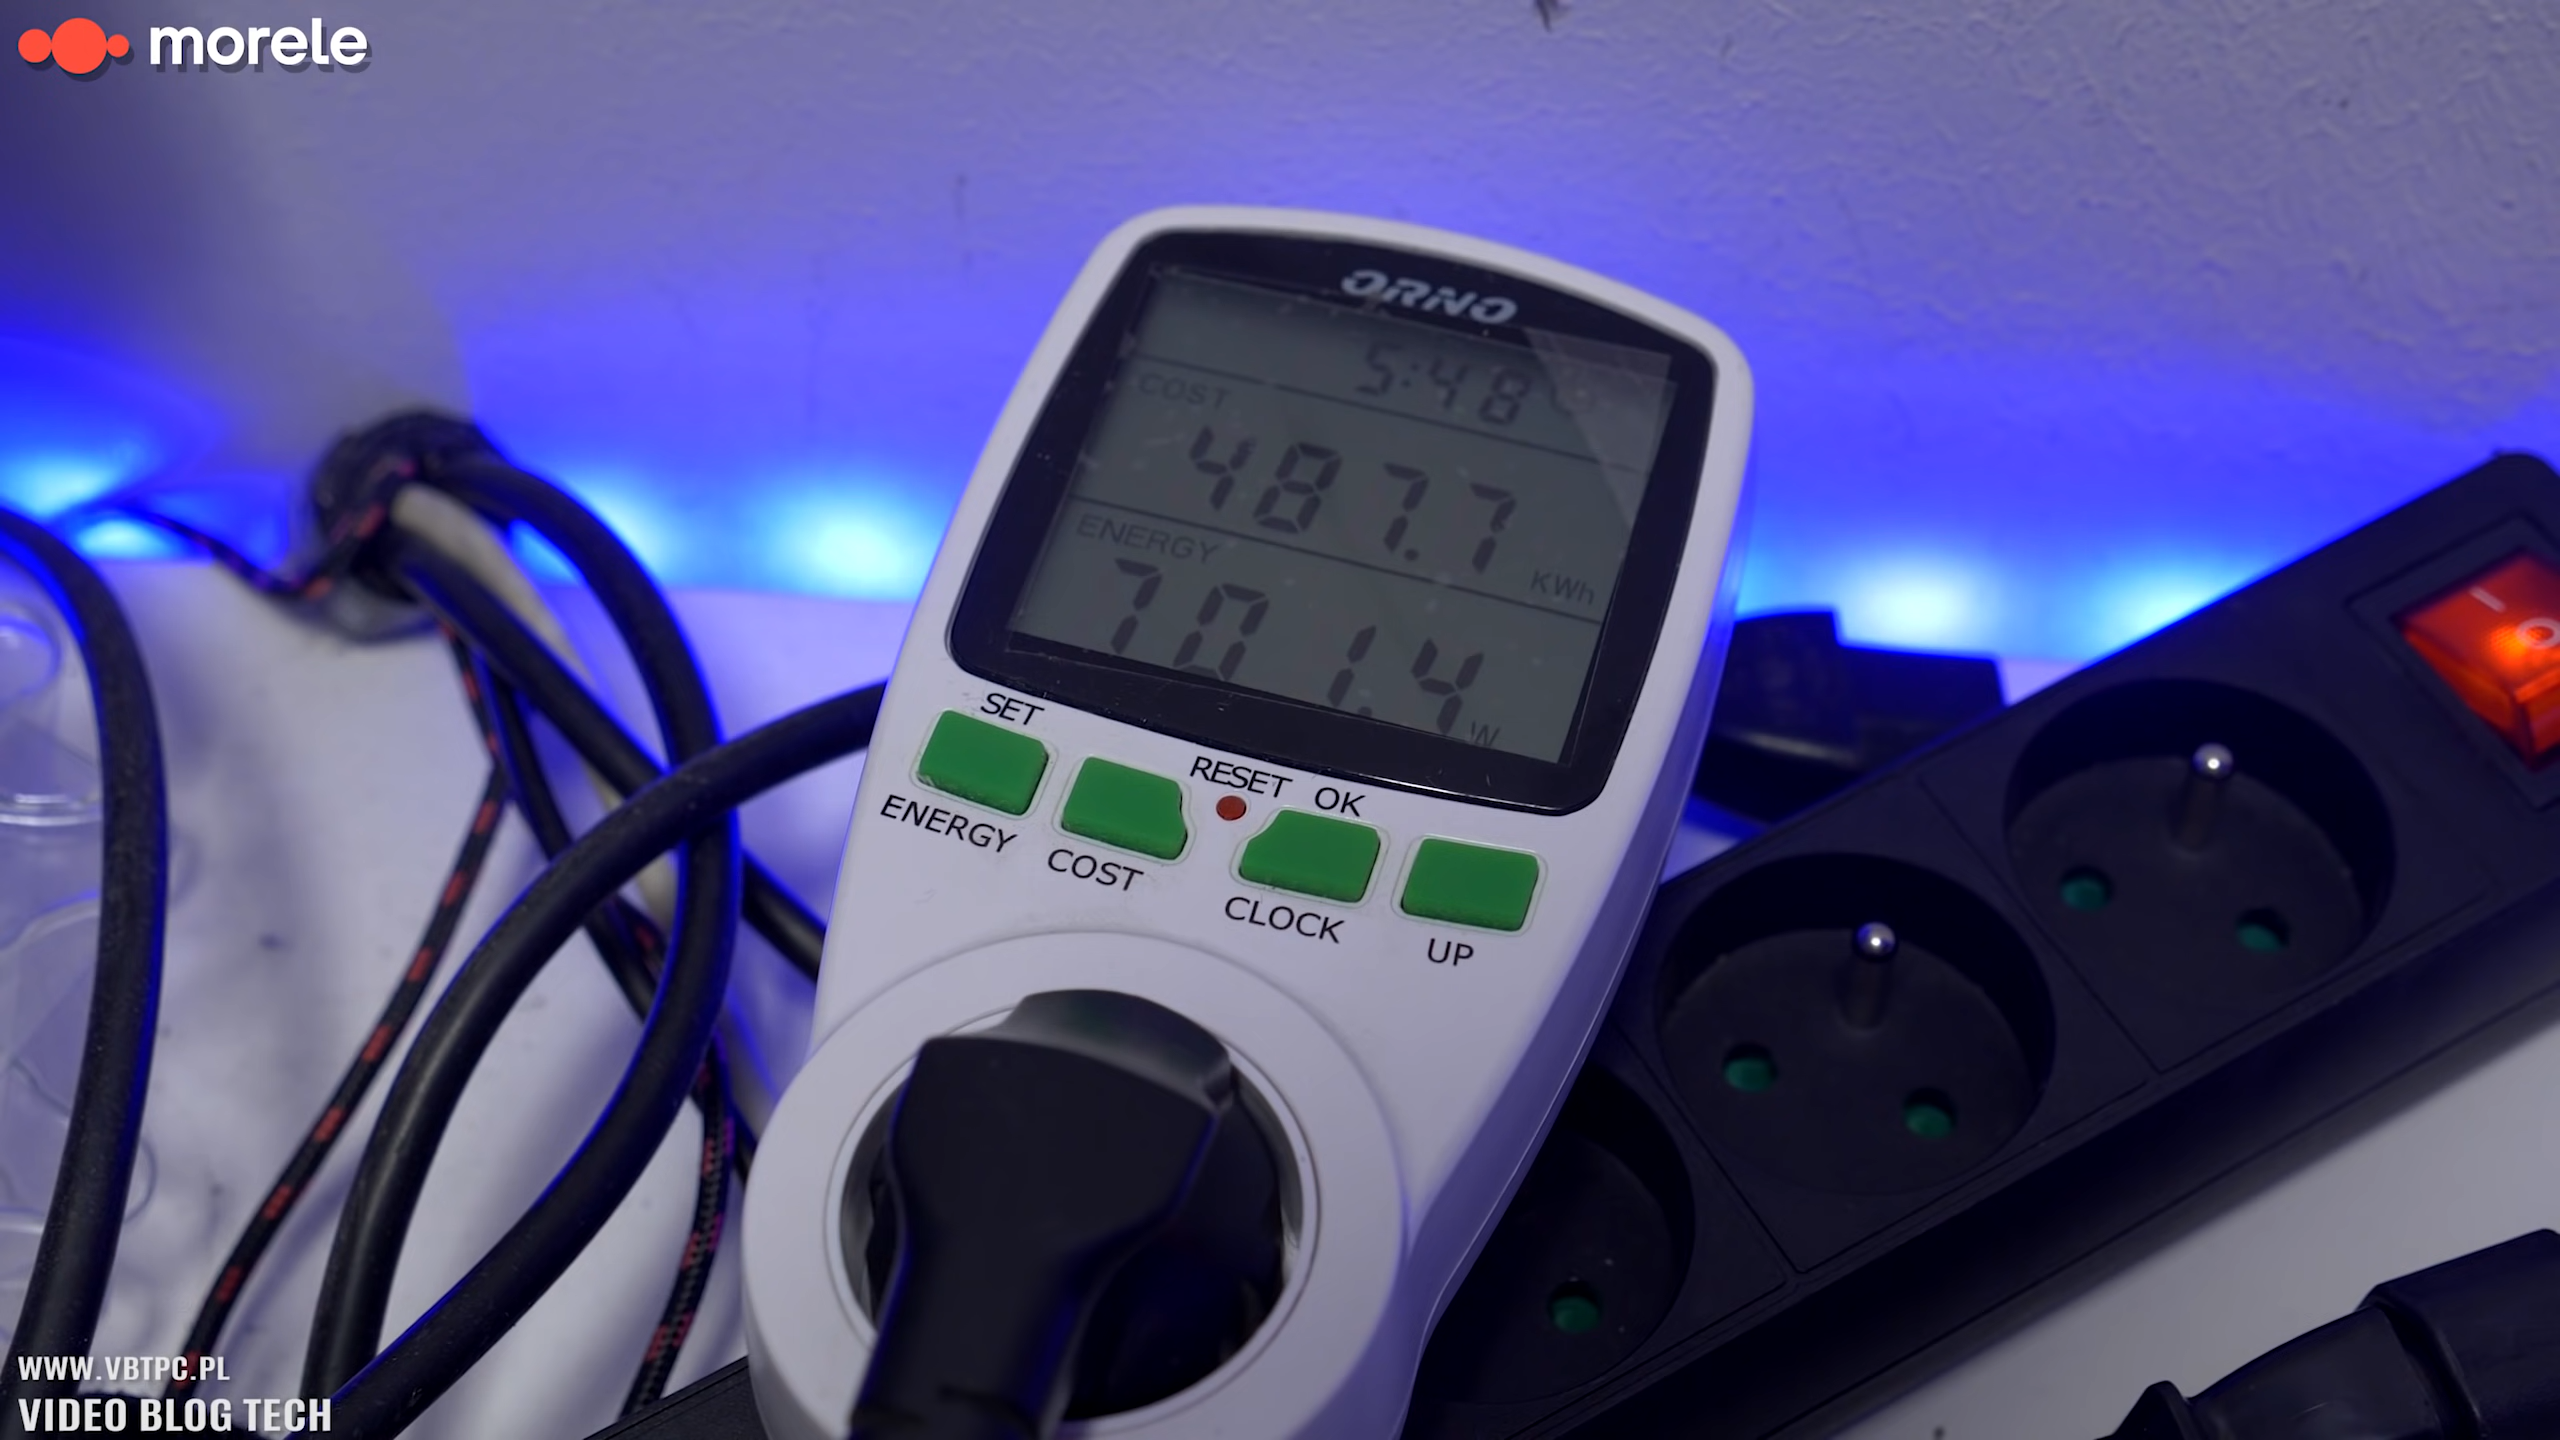 morele
ORNO
5:48
COST
487.7 KWh
ENERGY
701.4 W
SET
RESET OK
ENERGY
COST
CLOCK
UP
I O
WWW.VBTPC.PL
VIDEO BLOG TECH